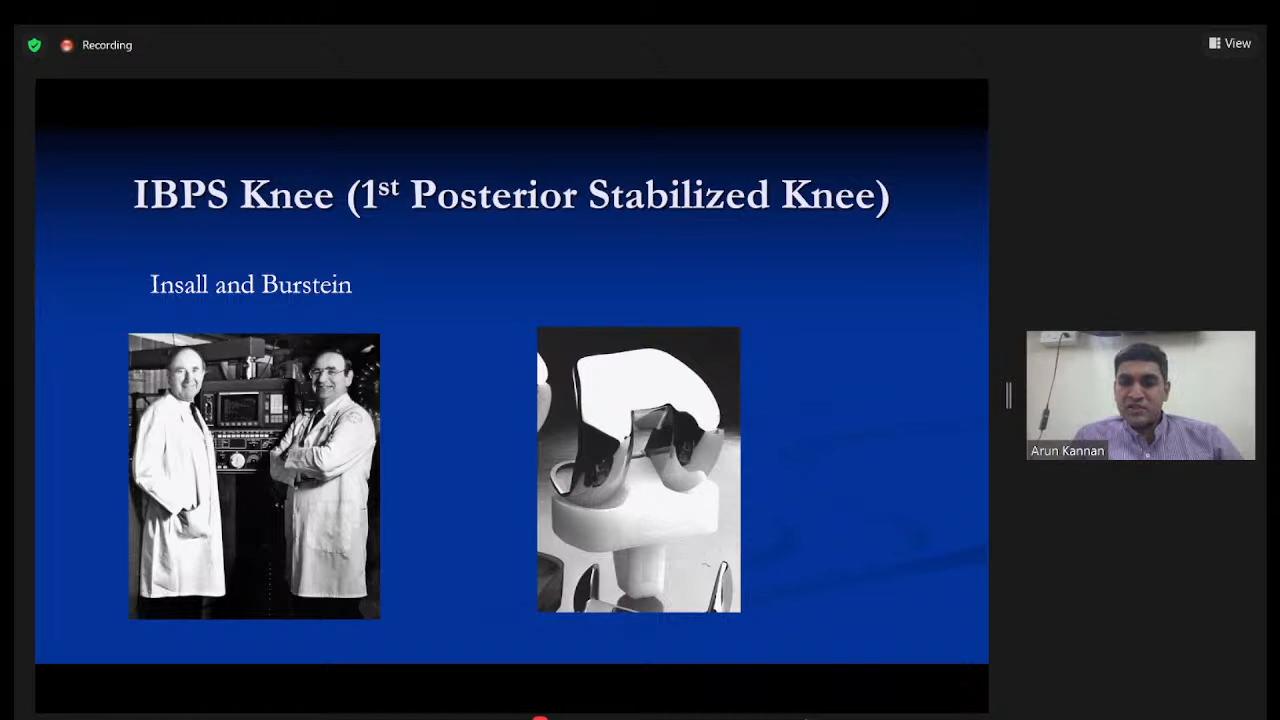 Recording
View
IBPS Knee (1st Posterior Stabilized Knee)
Insall and Burstein
Arun Kannan